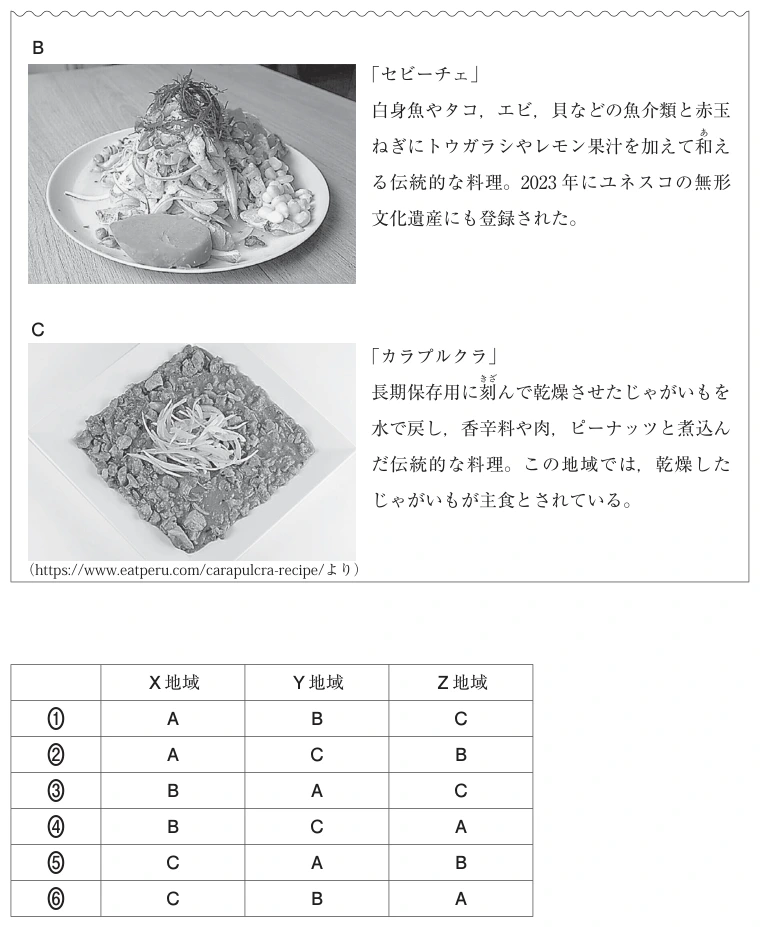 B
「セビーチェ」
白身魚やタコ，エビ，貝などの魚介類と赤玉
ねぎにトウガラシやレモン果汁を加えて和え
る伝統的な料理。2023 年にユネスコの無形
文化遺産にも登録された。
C
「カラプルクラ」
長期保存用に刻んで乾燥させたじゃがいもを
水で戻し，香辛料や肉，ピーナッツと煮込ん
だ伝統的な料理。この地域では，乾燥した
じゃがいもが主食とされている。
（https://www.eatperu.com/carapulcra-recipe/より）
X 地域 Y 地域 Z 地域
① A B C
② A C B
③ B A C
④ B C A
⑤ C A B
⑥ C B A